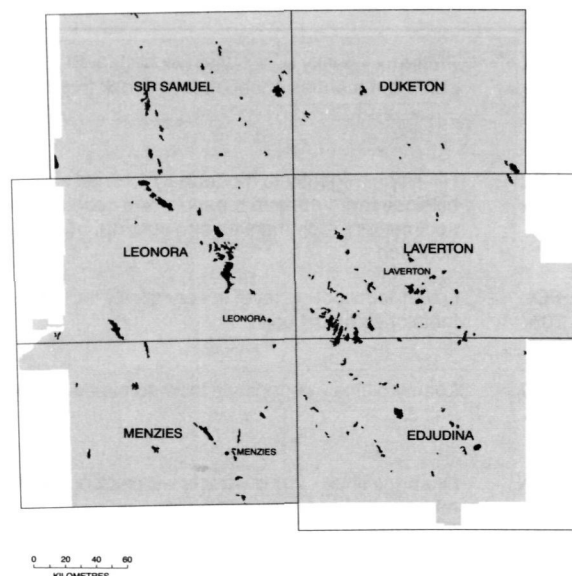 SIR SAMUEL
DUKETON
LEONORA
LAVERTON
LAVERTON
LEONORA
MENZIES
EDJUDINA
MENZIES
0 20 40 60
KILOMETRES